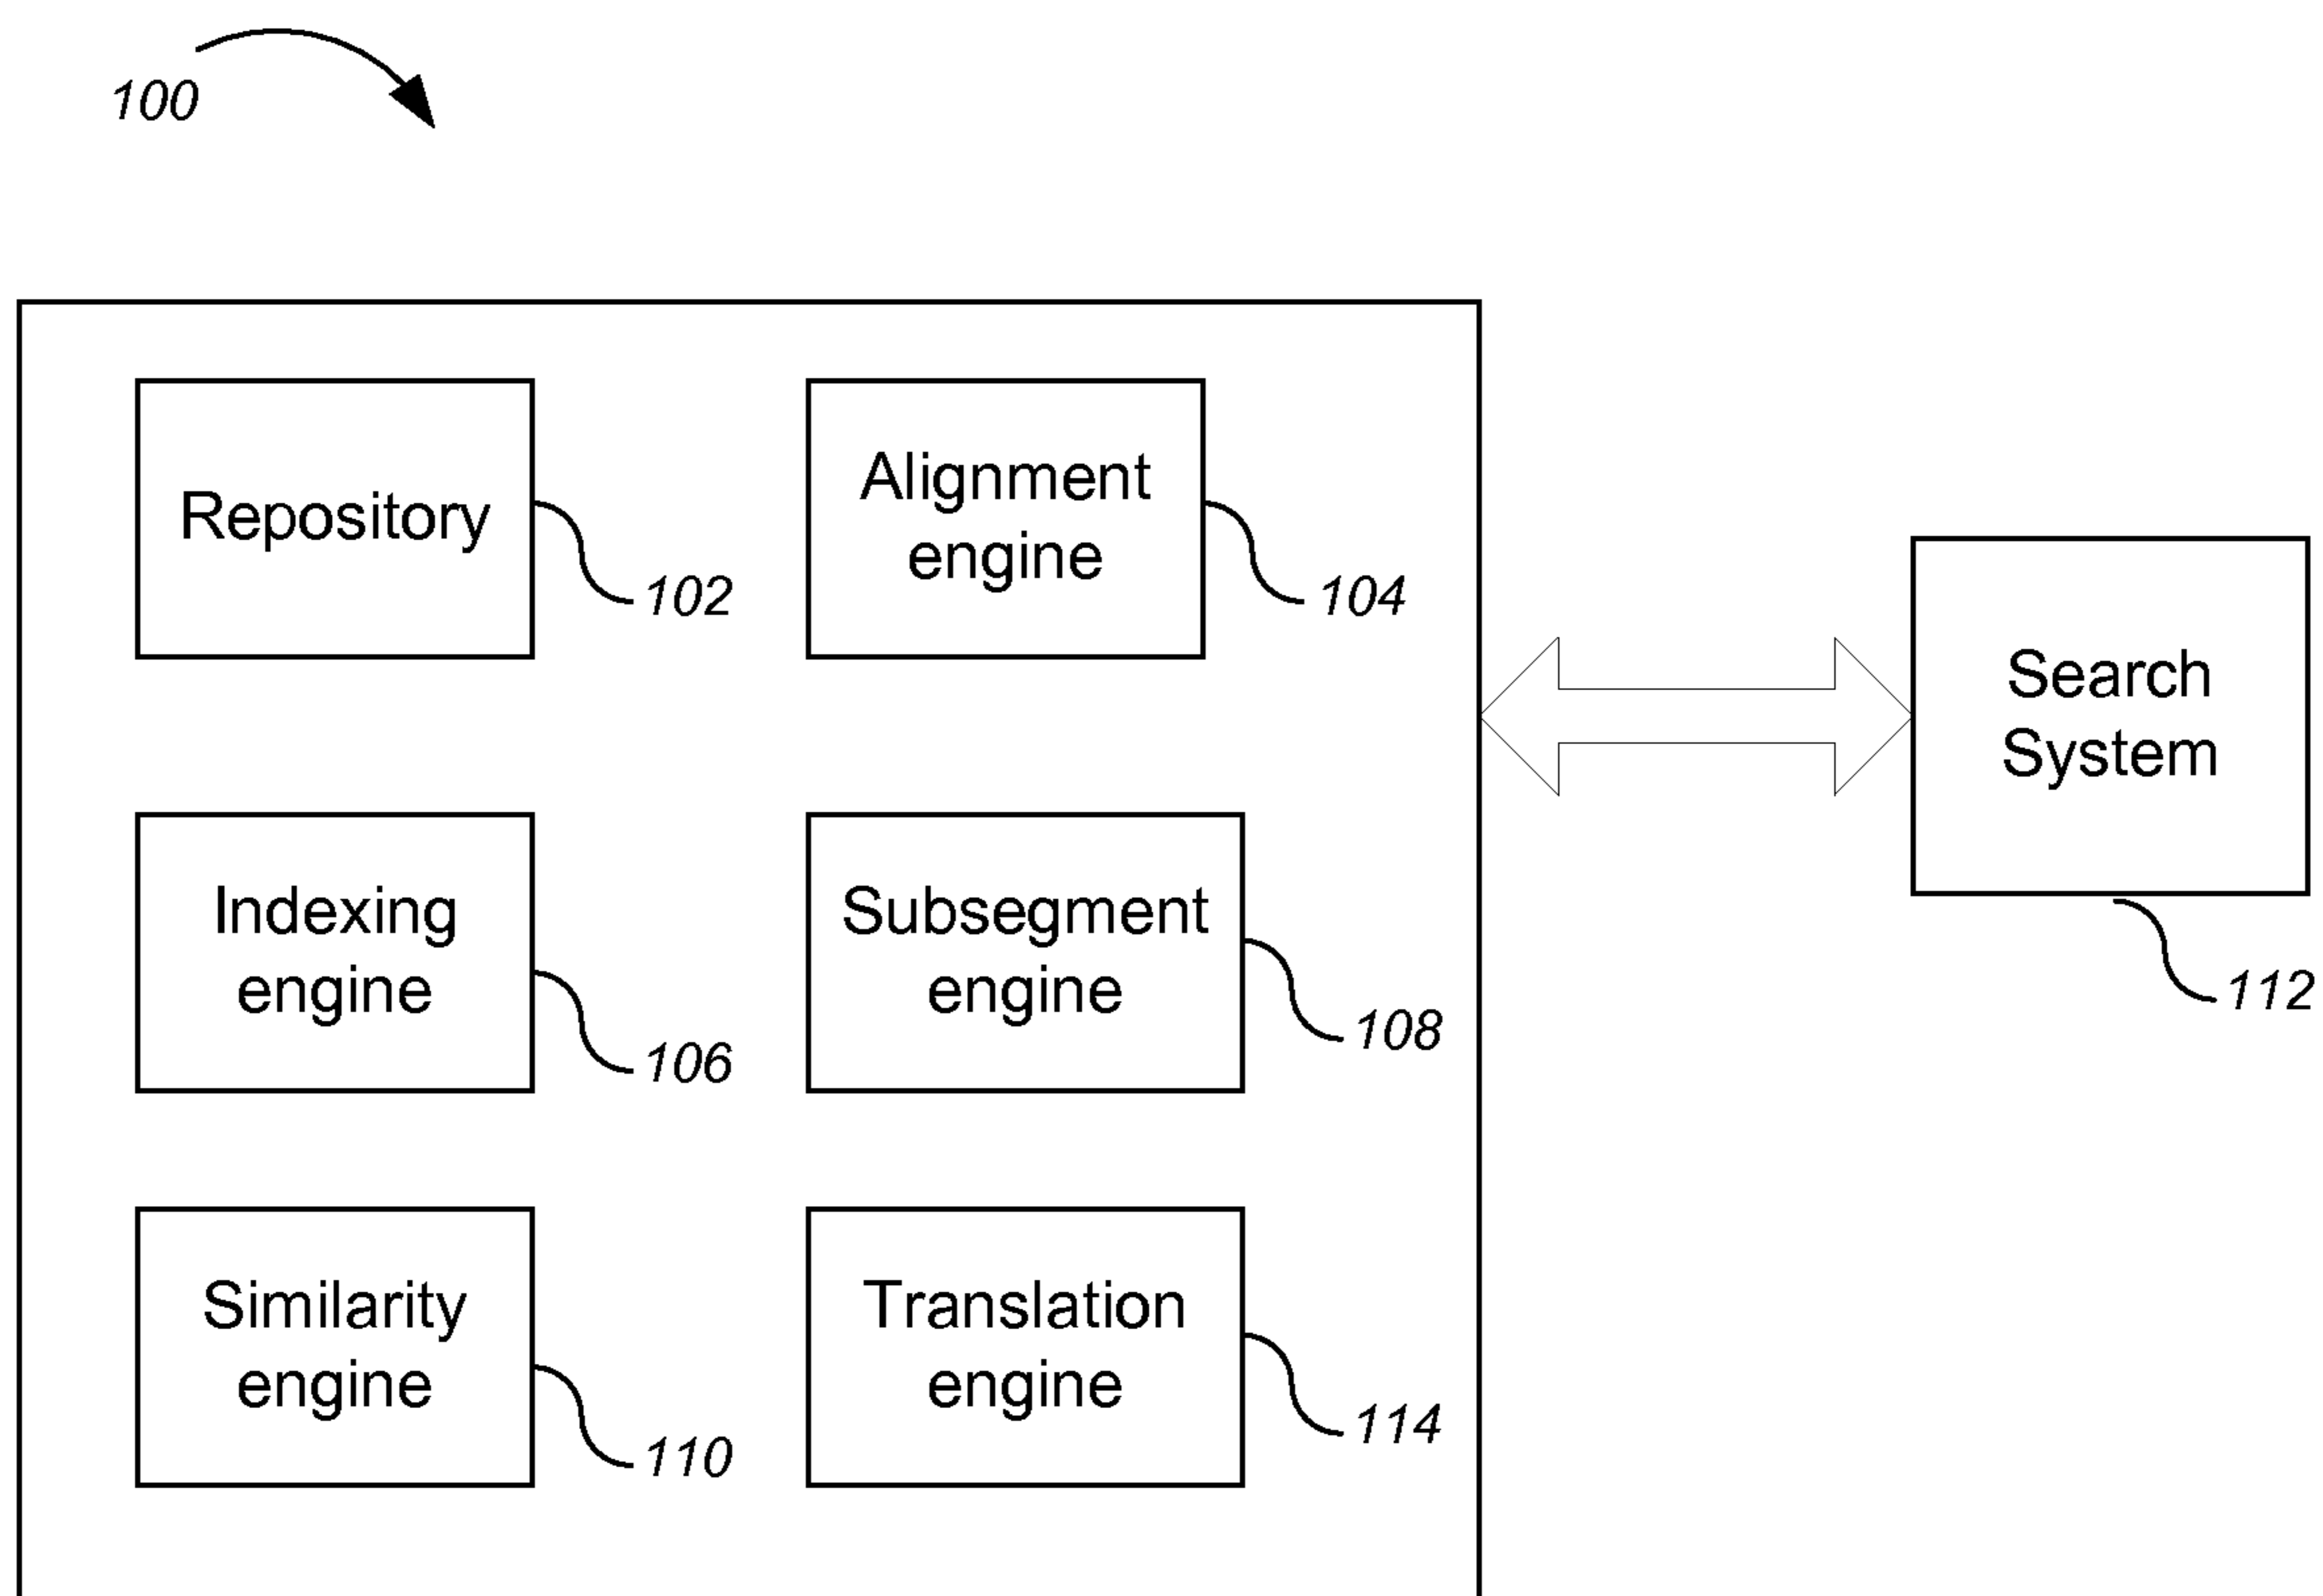 100
Repository
102
Alignment
engine
104
Search
System
112
Indexing
engine
106
Subsegment
engine
108
Similarity
engine
110
Translation
engine
114